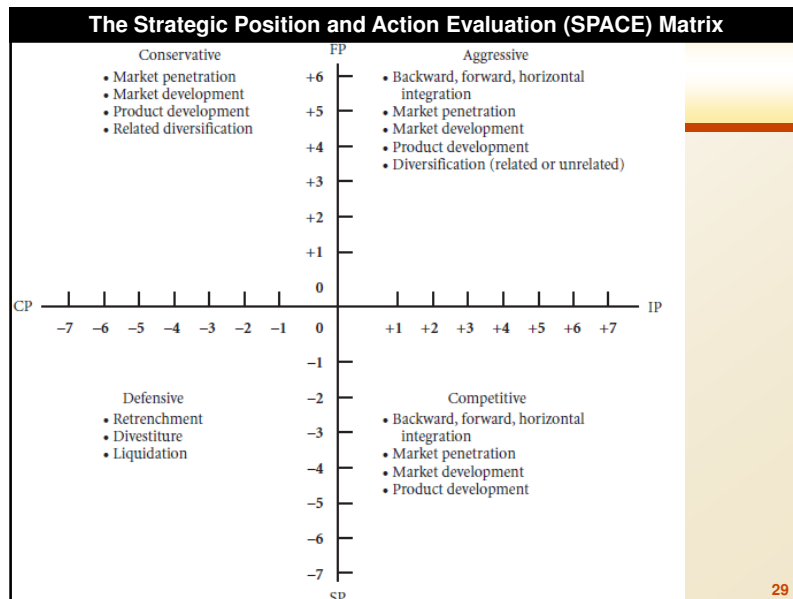 The Strategic Position and Action Evaluation (SPACE) Matrix
FP
Conservative
• Market penetration
• Market development
• Product development
• Related diversification
Aggressive
• Backward, forward, horizontal
integration
• Market penetration
• Market development
• Product development
• Diversification (related or unrelated)
+6
+5
+4
+3
+2
+1
0
CP
IP
–7 –6 –5 –4 –3 –2 –1 0 +1 +2 +3 +4 +5 +6 +7
–1
–2
–3
–4
–5
–6
–7
Defensive
• Retrenchment
• Divestiture
• Liquidation
Competitive
• Backward, forward, horizontal
integration
• Market penetration
• Market development
• Product development
SP
29